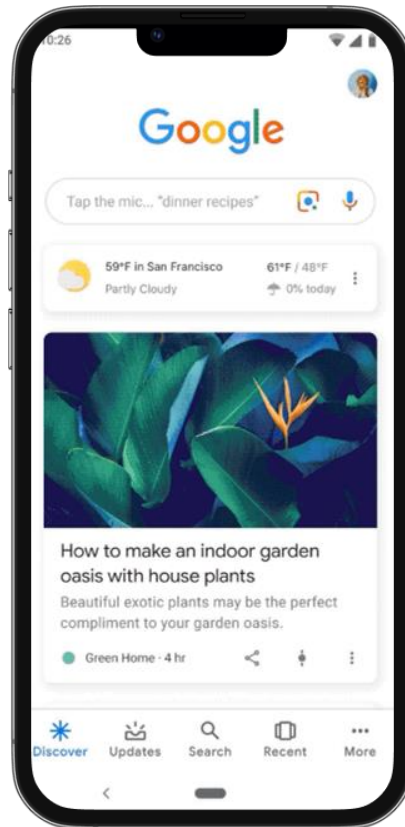 10:26
Google
Tap the mic... "dinner recipes"
59°F in San Francisco 61°F / 48°F
Partly Cloudy 0% today
How to make an indoor garden
oasis with house plants
Beautiful exotic plants may be the perfect
compliment to your garden oasis.
Green Home · 4 hr
Discover Updates Search Recent More